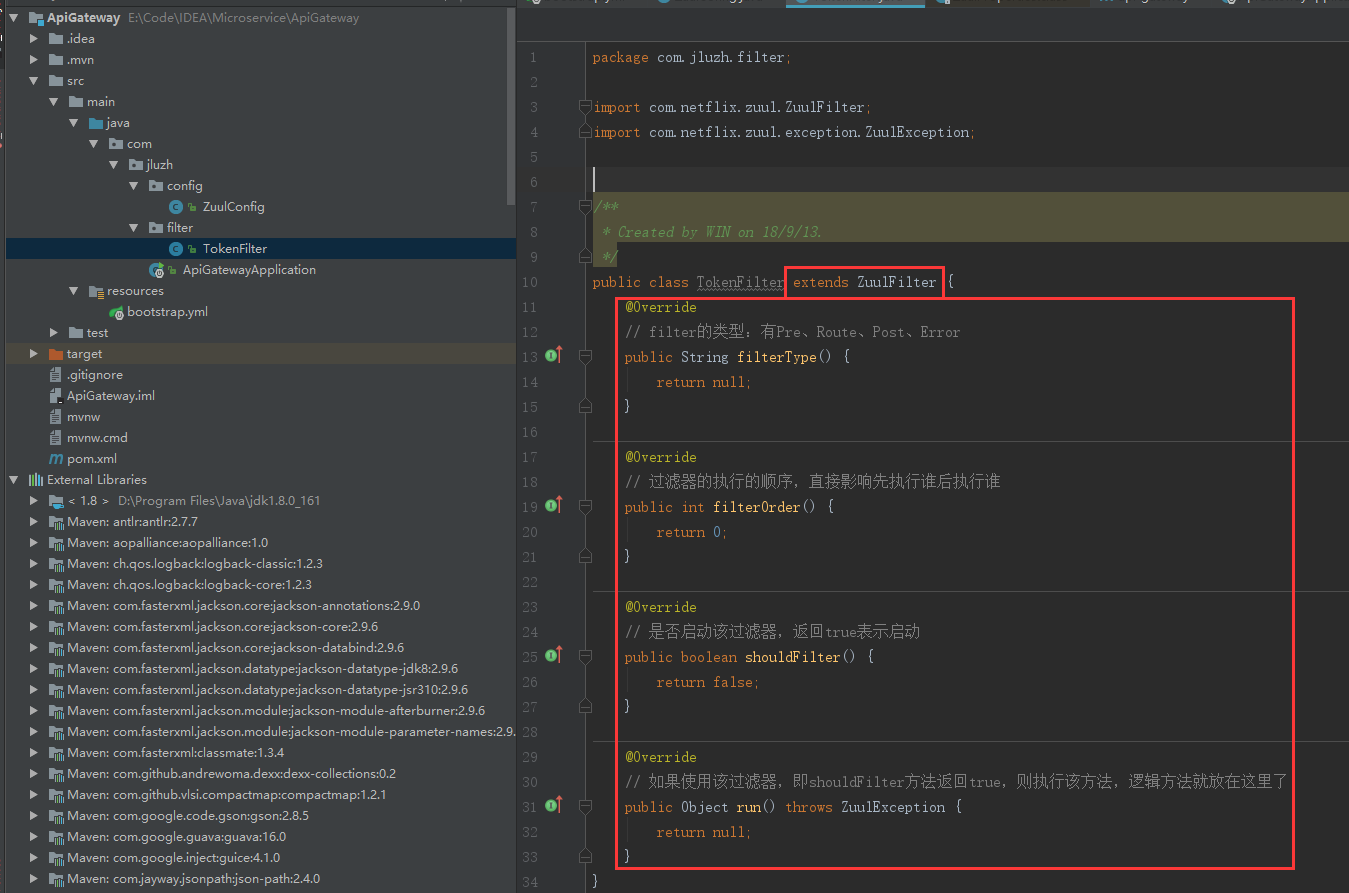 ApiGateway E:\Code\IDEA\Microservice\ApiGateway
.idea
.mvn
src
main
java
com
jluzh
config
ZuulConfig
filter
TokenFilter
ApiGatewayApplication
resources
bootstrap.yml
test
target
.gitignore
ApiGateway.iml
mvnw
mvnw.cmd
pom.xml
External Libraries
< 1.8 > D:\Program Files\Java\jdk1.8.0_161
Maven: antlr:antlr:2.7.7
Maven: aopalliance:aopalliance:1.0
Maven: ch.qos.logback:logback-classic:1.2.3
Maven: ch.qos.logback:logback-core:1.2.3
Maven: com.fasterxml.jackson.core:jackson-annotations:2.9.0
Maven: com.fasterxml.jackson.core:jackson-core:2.9.6
Maven: com.fasterxml.jackson.core:jackson-databind:2.9.6
Maven: com.fasterxml.jackson.datatype:jackson-datatype-jdk8:2.9.6
Maven: com.fasterxml.jackson.datatype:jackson-datatype-jsr310:2.9.6
Maven: com.fasterxml.jackson.module:jackson-module-afterburner:2.9.6
Maven: com.fasterxml.jackson.module:jackson-module-parameter-names:2.9.
Maven: com.fasterxml:classmate:1.3.4
Maven: com.github.andrewoma.dexx:dexx-collections:0.2
Maven: com.github.vlsi.compactmap:compactmap:1.2.1
Maven: com.google.code.gson:gson:2.8.5
Maven: com.google.guava:guava:16.0
Maven: com.google.inject:guice:4.1.0
Maven: com.jayway.jsonpath:json-path:2.4.0
1 package com.jluzh.filter;
2
3 import com.netflix.zuul.ZuulFilter;
4 import com.netflix.zuul.exception.ZuulException;
5
6
7 /**
8 * Created by WIN on 18/9/13.
9 */
10 public class TokenFilter extends ZuulFilter {
11 @Override
12 // filter的类型：有Pre、Route、Post、Error
13 public String filterType() {
14 return null;
15 }
16
17 @Override
18 // 过滤器的执行的顺序，直接影响先执行谁后执行谁
19 public int filterOrder() {
20 return 0;
21 }
22
23 @Override
24 // 是否启动该过滤器，返回true表示启动
25 public boolean shouldFilter() {
26 return false;
27 }
28
29 @Override
30 // 如果使用该过滤器，即shouldFilter方法返回true，则执行该方法，逻辑方法就放在这里了
31 public Object run() throws ZuulException {
32 return null;
33 }
34 }